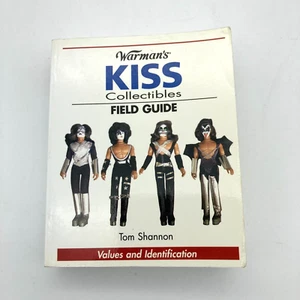 Warman's
KISS
Collectibles
FIELD GUIDE
Tom Shannon
Values and Identification